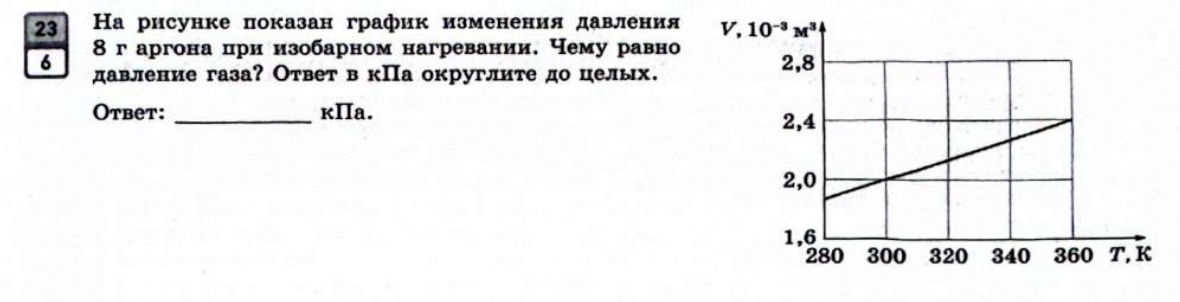 23
6
На рисунке показан график изменения давления
8 г аргона при изобарном нагревании. Чему равно
давление газа? Ответ в кПа округлите до целых.
Ответ: ____________ кПа.
V, 10⁻³ м³
2,8
2,4
2,0
1,6
280 300 320 340 360 T, К